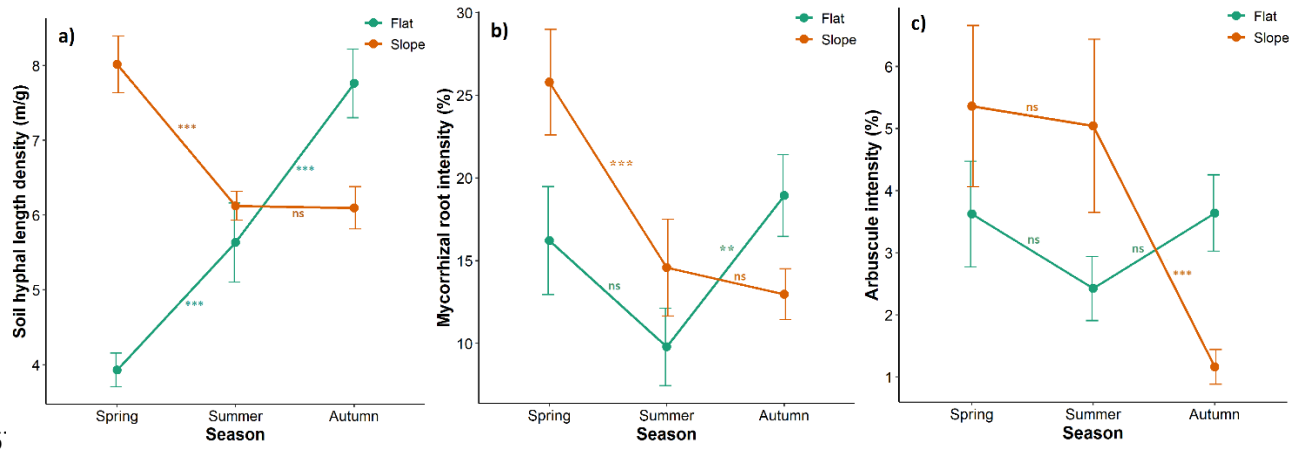 a)
Flat
Slope
Soil hyphal length density (m/g)
8
7
6
5
4
***
***
***
ns
Spring
Summer
Autumn
Season
b)
Flat
Slope
Mycorrhizal root intensity (%)
30
25
20
15
10
***
**
ns
ns
Spring
Summer
Autumn
Season
c)
Flat
Slope
Arbuscule intensity (%)
6
5
4
3
2
1
ns
ns
ns
***
Spring
Summer
Autumn
Season